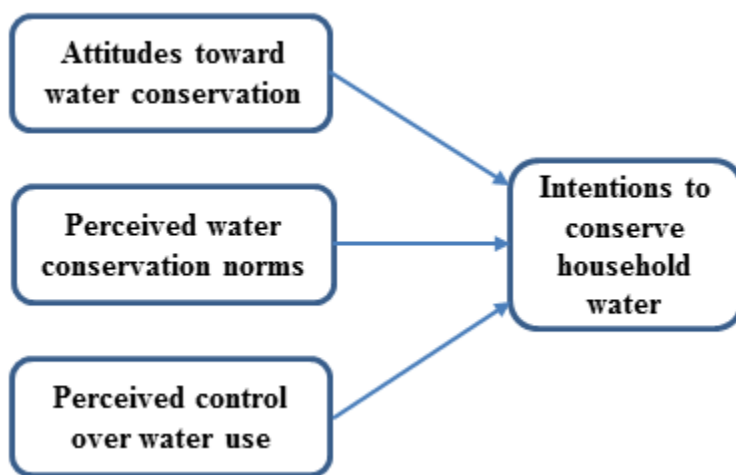 Attitudes toward
water conservation
Perceived water
conservation norms
Perceived control
over water use
Intentions to
conserve
household
water